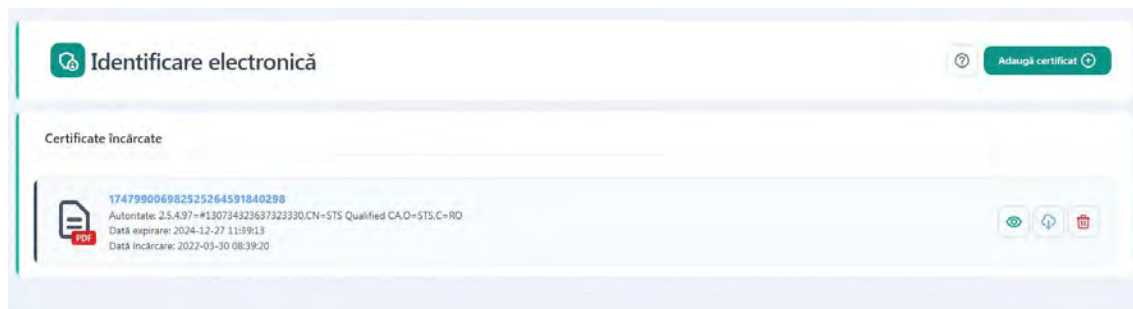 Identificare electronică
Adaugă certificat
Certificate încărcate
174799006982525264591840298
Autoritate: 2.5.4.97=#130734323637323330,CN=STS Qualified CA,O=STS,C=RO
Dată expirare: 2024-12-27 11:39:13
Dată încărcare: 2022-03-30 08:39:20
PDF